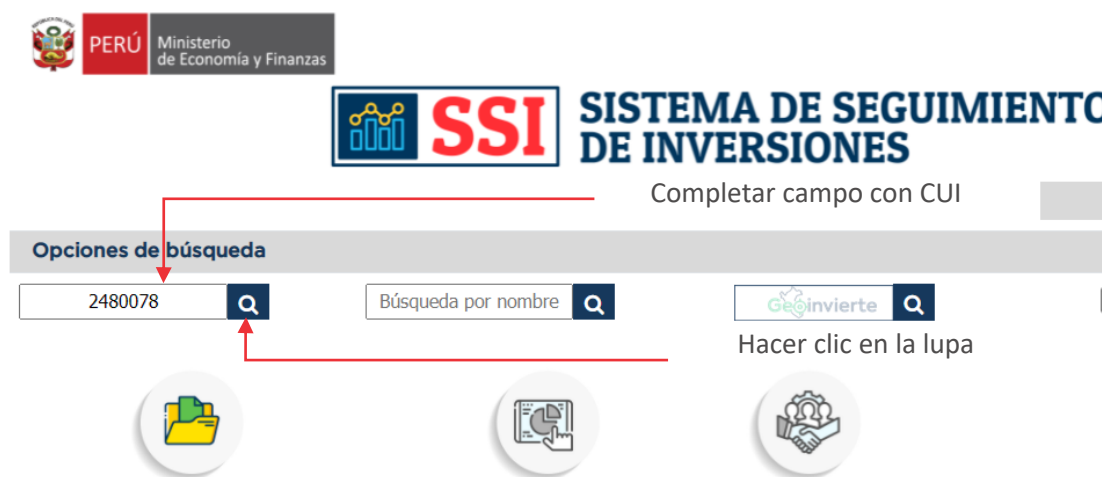 PERÚ
Ministerio
de Economía y Finanzas
SSI
SISTEMA DE SEGUIMIENTO
DE INVERSIONES
Completar campo con CUI
Opciones de búsqueda
2480078
Búsqueda por nombre
Geoinvierte
Hacer clic en la lupa